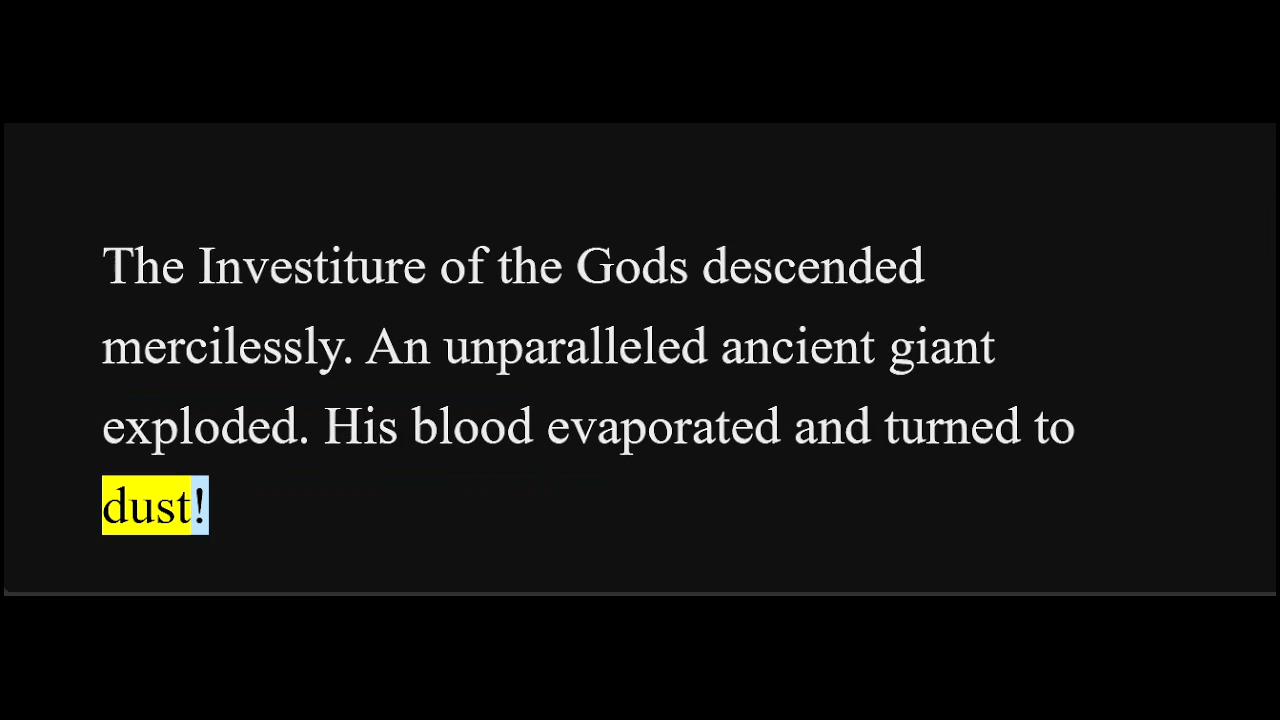 The Investiture of the Gods descended
mercilessly. An unparalleled ancient giant
exploded. His blood evaporated and turned to
dust!